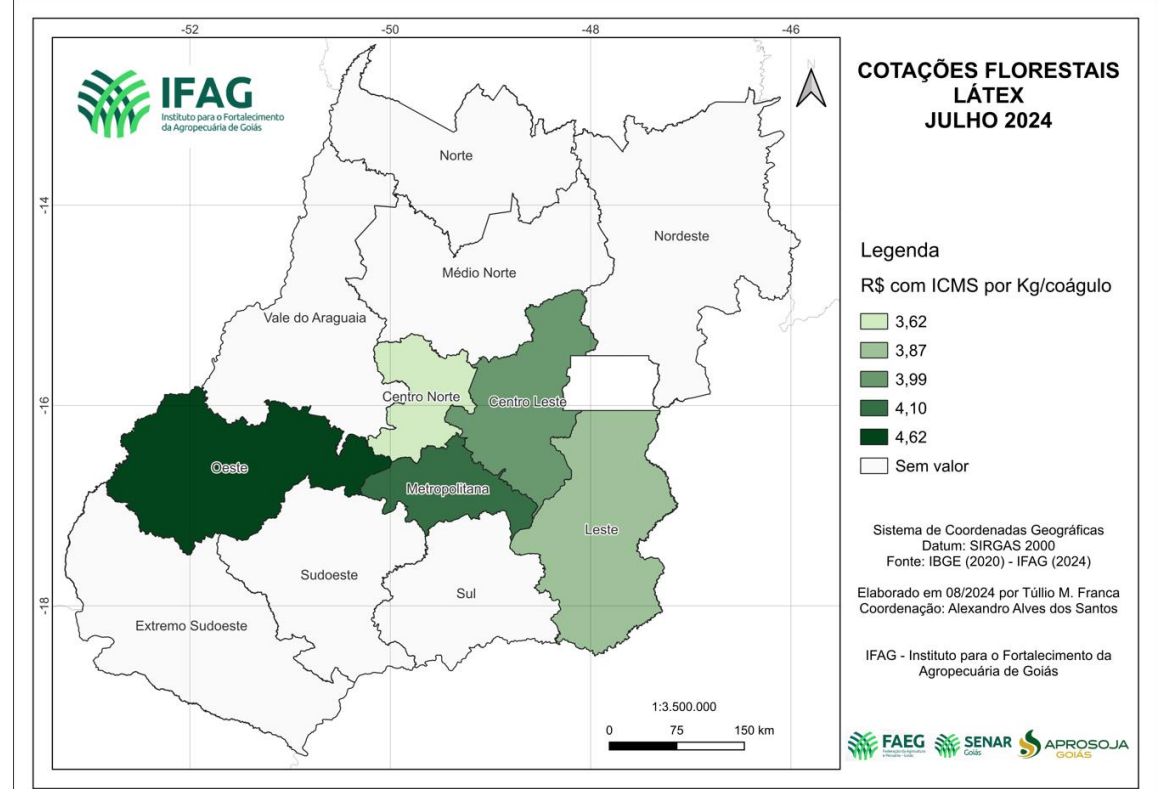 -52
-50
-48
-46
IFAG
Instituto para o Fortalecimento
da Agropecuária de Goiás
N
COTAÇÕES FLORESTAIS
LÁTEX
JULHO 2024
Norte
-14
Nordeste
Médio Norte
Vale do Araguaia
Legenda
R$ com ICMS por Kg/coágulo
3,62
3,87
3,99
4,10
4,62
Sem valor
Centro Norte
Centro Leste
-16
Oeste
Metropolitana
Leste
Sudoeste
Sul
-18
Extremo Sudoeste
Sistema de Coordenadas Geográficas
Datum: SIRGAS 2000
Fonte: IBGE (2020) - IFAG (2024)
Elaborado em 08/2024 por Túllio M. Franca
Coordenação: Alexandro Alves dos Santos
IFAG - Instituto para o Fortalecimento da
Agropecuária de Goiás
1:3.500.000
0 75 150 km
FAEG
SENAR
Goiás
APROSOJA
GOIÁS